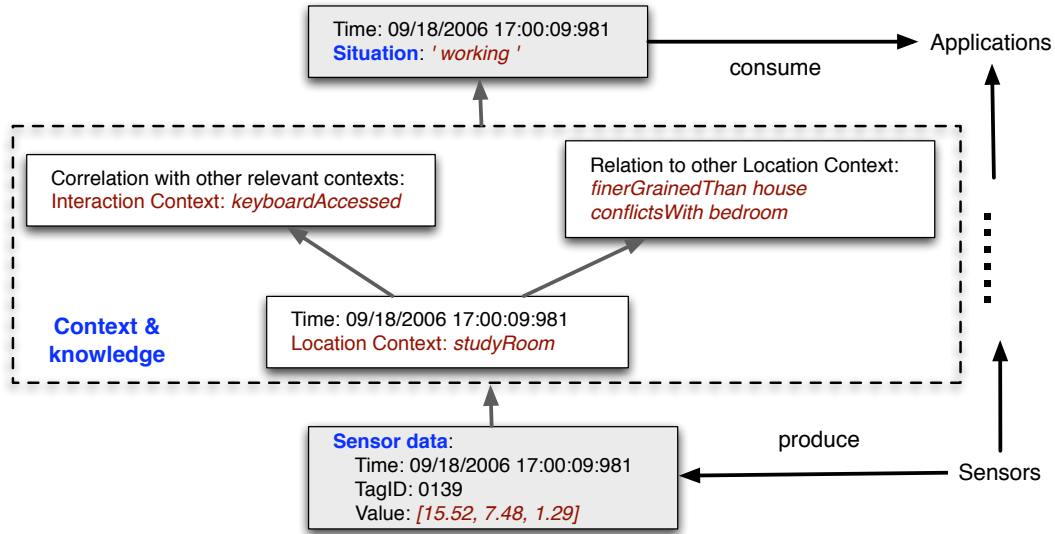 Time: 09/18/2006 17:00:09:981
Situation: ' working '
Applications
consume
Correlation with other relevant contexts:
Interaction Context: keyboardAccessed
Relation to other Location Context:
finerGrainedThan house
conflictsWith bedroom
Time: 09/18/2006 17:00:09:981
Location Context: studyRoom
Context &
knowledge
Sensor data:
Time: 09/18/2006 17:00:09:981
TagID: 0139
Value: [15.52, 7.48, 1.29]
produce
Sensors